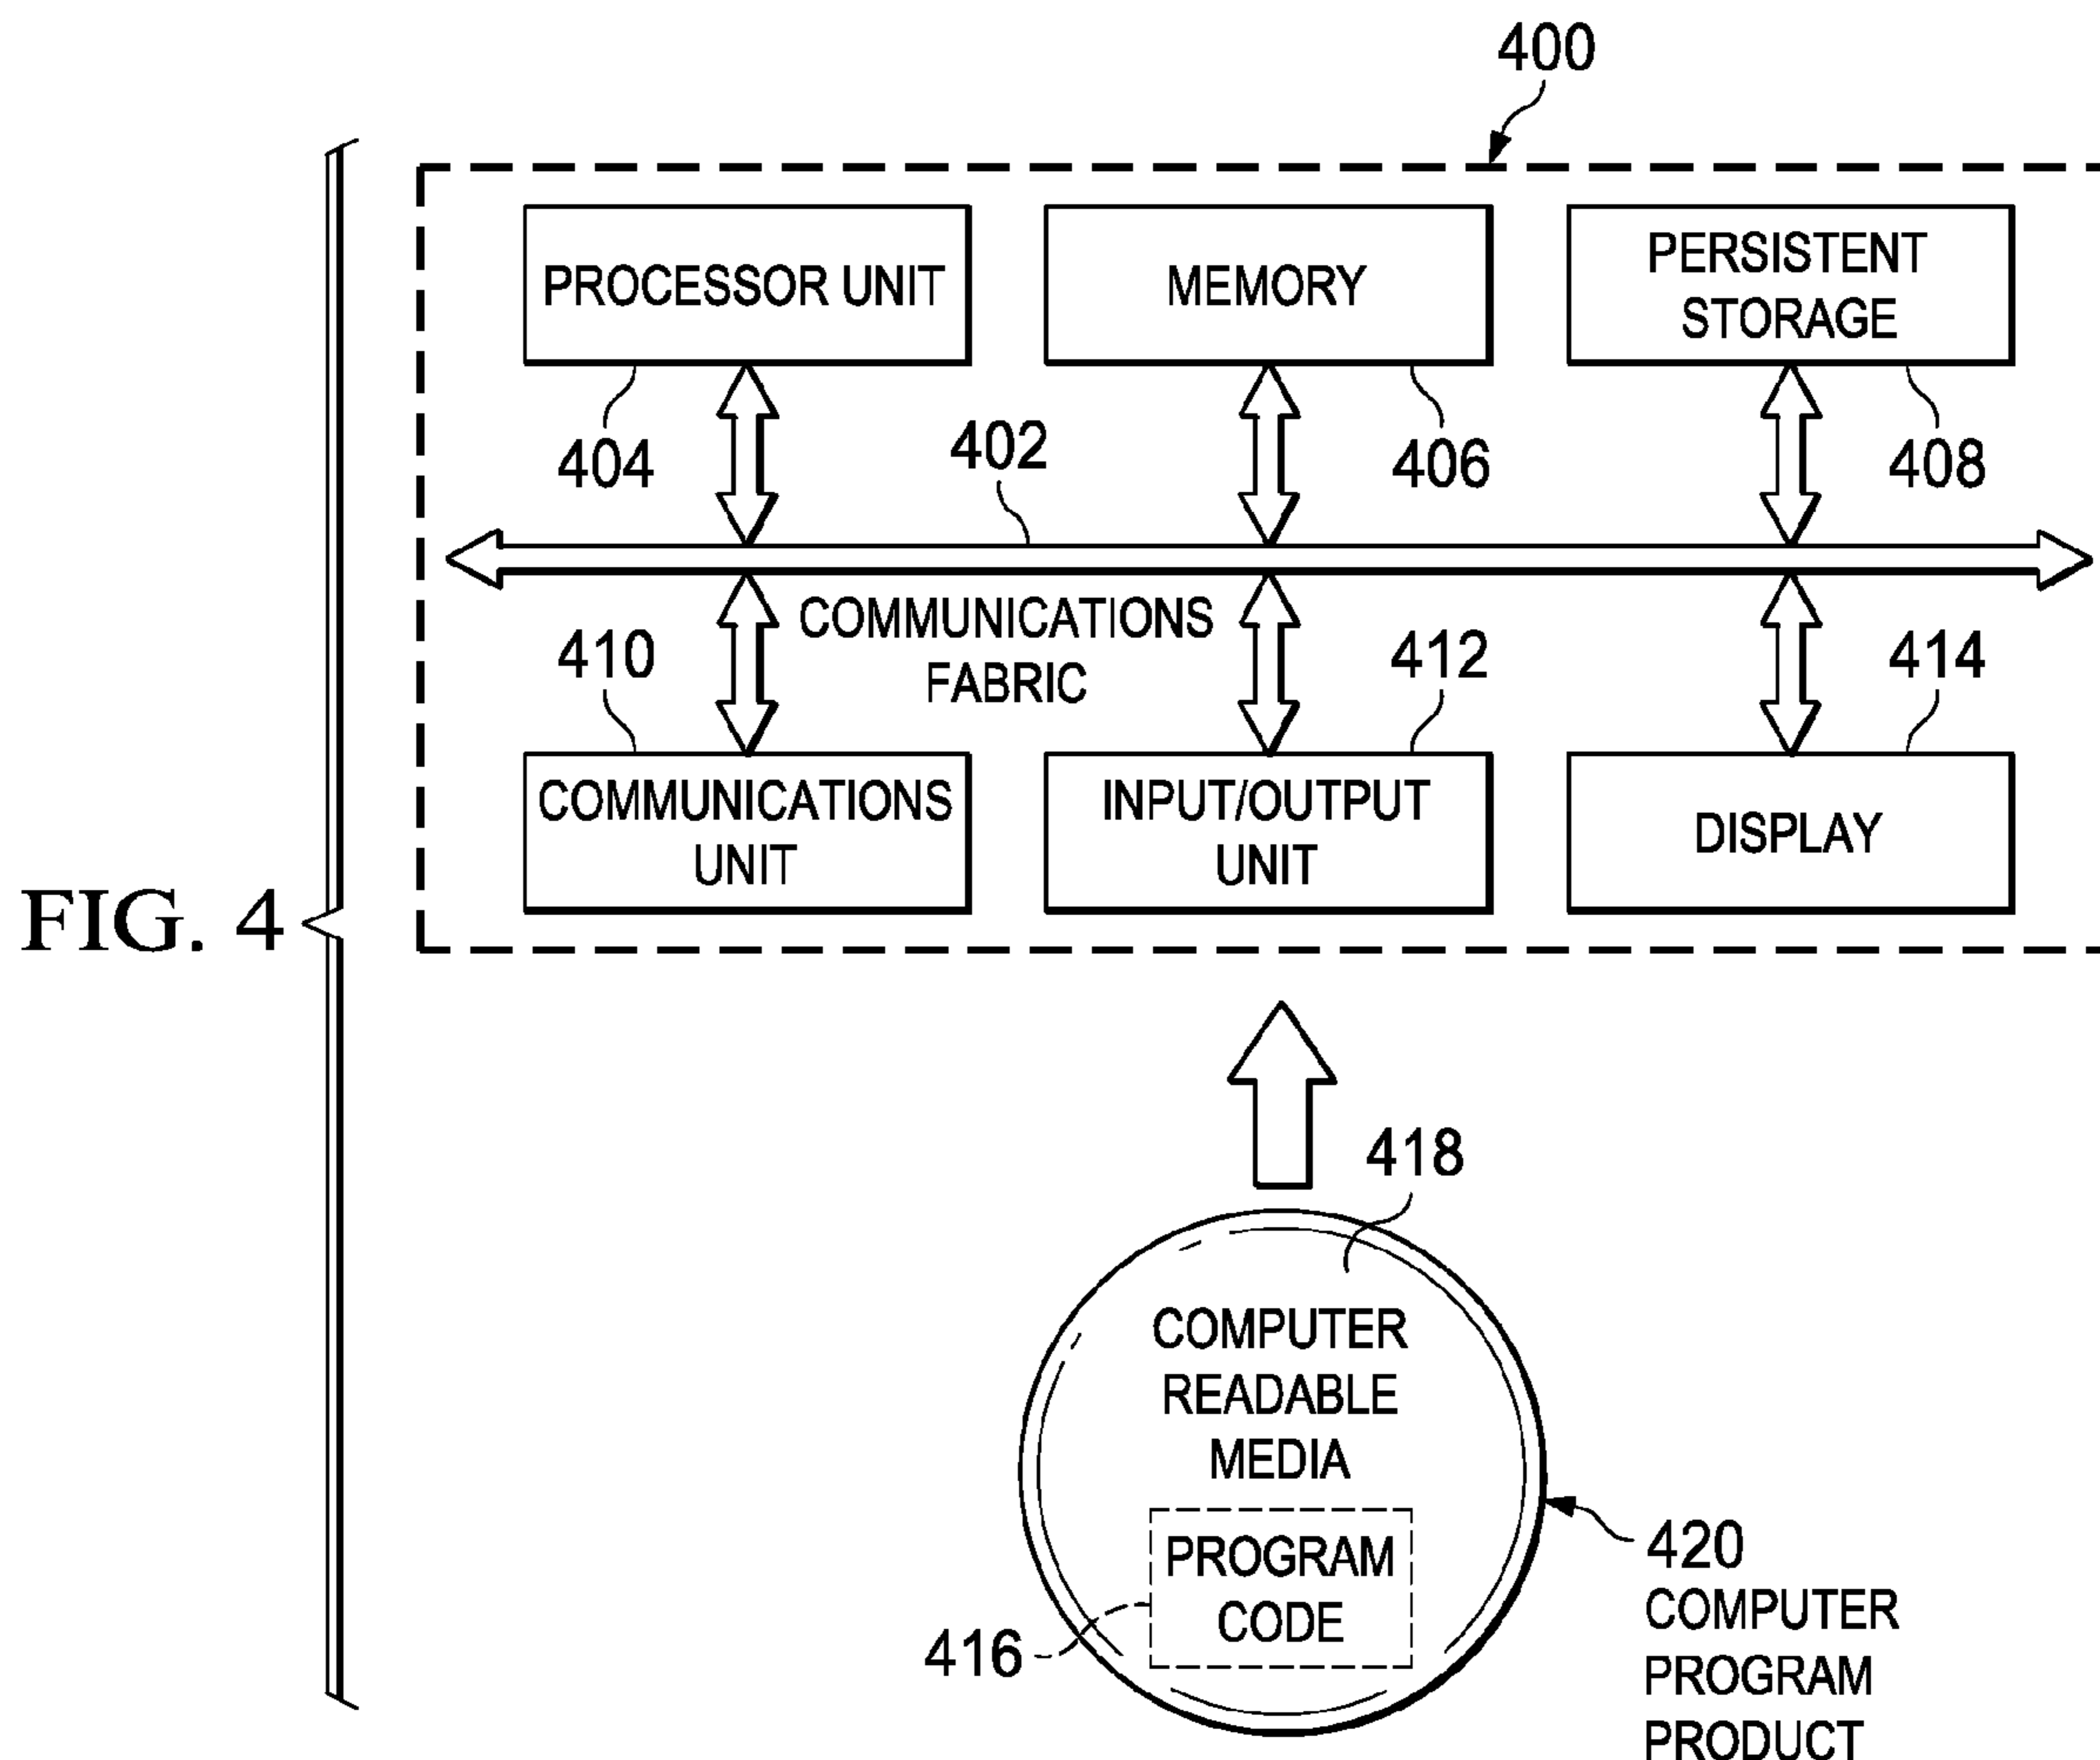 400
PROCESSOR UNIT
MEMORY
PERSISTENT
STORAGE
404
402
406
408
COMMUNICATIONS
FABRIC
410
412
414
COMMUNICATIONS
UNIT
INPUT/OUTPUT
UNIT
DISPLAY
FIG. 4
418
COMPUTER
READABLE
MEDIA
PROGRAM
CODE
416
420
COMPUTER
PROGRAM
PRODUCT